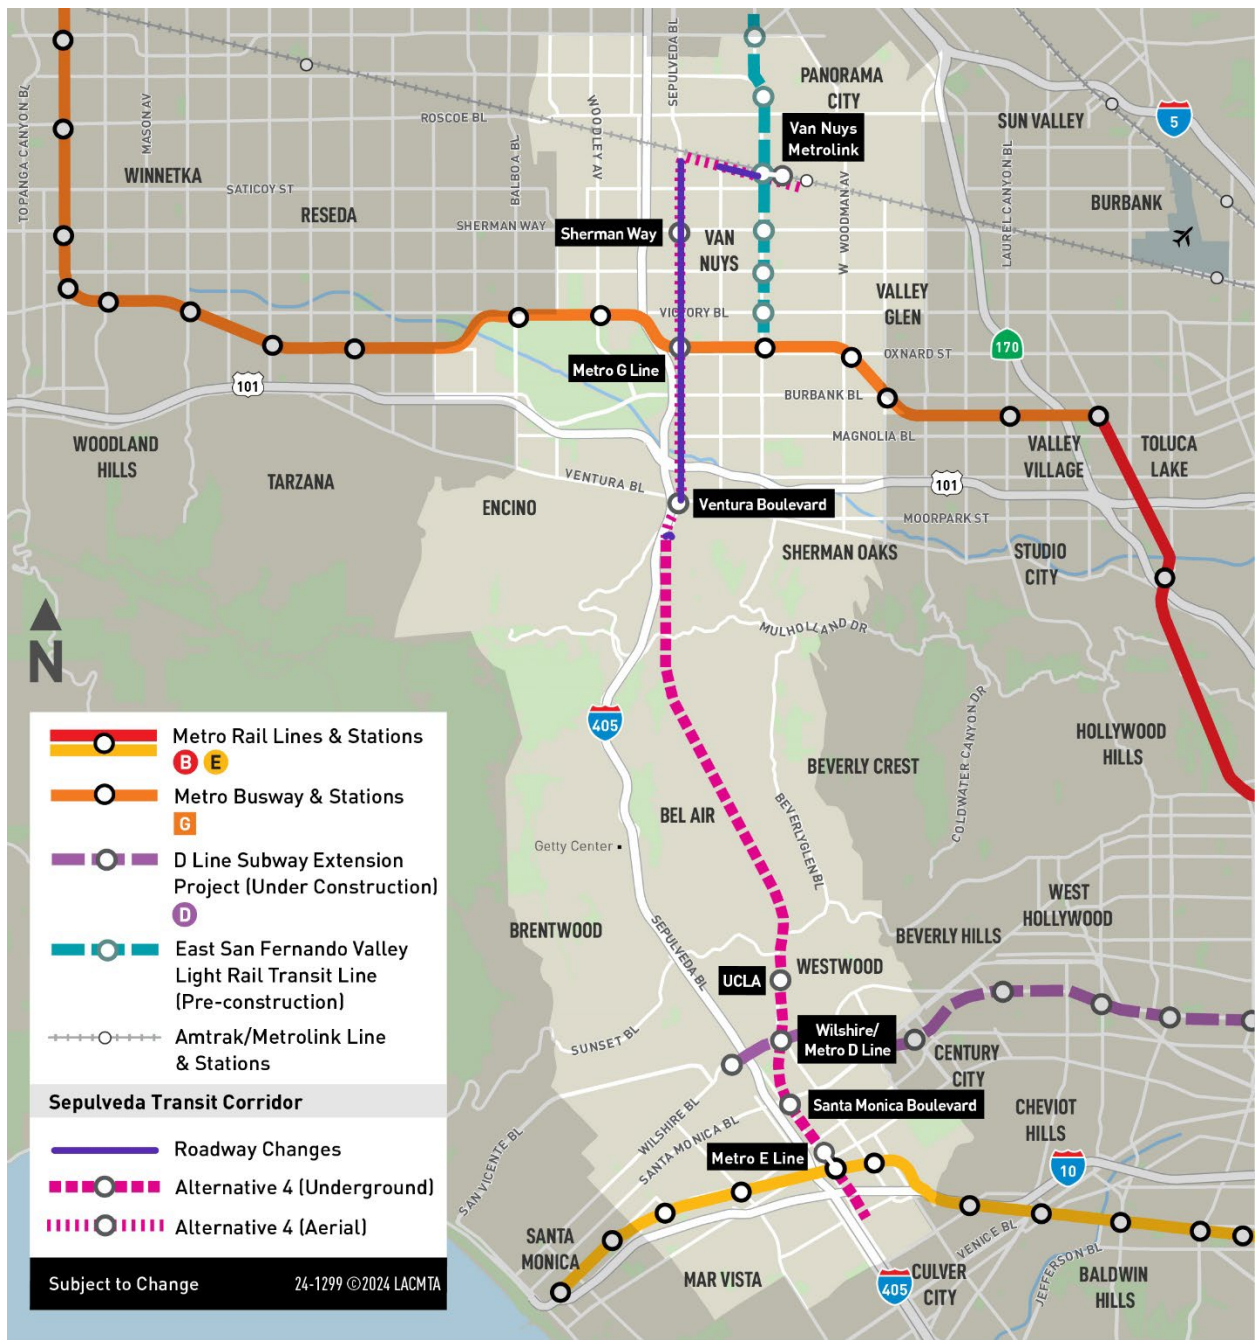 SEPULVEDA BL
PANORAMA
CITY
5
SUN VALLEY
TOPANGA CANYON BL
MASON AV
WOODLEY AV
ROSCOE BL
BALBOA BL
Van Nuys
Metrolink
WINNETKA
SATICOY ST
RESEDA
SHERMAN WAY
Sherman Way
VAN
NUYS
W WOODMAN AV
LAUREL CANYON BL
BURBANK
VALLEY
GLEN
VICTORY BL
170
OXNARD ST
Metro G Line
101
BURBANK BL
MAGNOLIA BL
WOODLAND
HILLS
TARZANA
VENTURA BL
ENCINO
Ventura Boulevard
101
VALLEY
VILLAGE
TOLUCA
LAKE
MOORPARK ST
SHERMAN OAKS
STUDIO
CITY
MULHOLLAND DR
N
405
COLDWATER CANYON DR
HOLLYWOOD
HILLS
BEVERLY CREST
BEL AIR
BEVERLYGLEN BL
Getty Center
BRENTWOOD
SEPULVEDA BL
WEST
HOLLYWOOD
BEVERLY HILLS
UCLA
WESTWOOD
SUNSET BL
Wilshire/
Metro D Line
CENTURY
CITY
Santa Monica Boulevard
CHEVIOT
HILLS
WILSHIRE BL
SANTA MONICA BL
SAN VICENTE BL
Metro E Line
10
SANTA
MONICA
MAR VISTA
VENICE BL
JEFFERSON BL
405
CULVER
CITY
BALDWIN
HILLS
Metro Rail Lines & Stations
B E
Metro Busway & Stations
G
D Line Subway Extension
Project (Under Construction)
D
East San Fernando Valley
Light Rail Transit Line
(Pre-construction)
Amtrak/Metrolink Line
& Stations
Sepulveda Transit Corridor
Roadway Changes
Alternative 4 (Underground)
Alternative 4 (Aerial)
Subject to Change 24-1299 ©2024 LACMTA